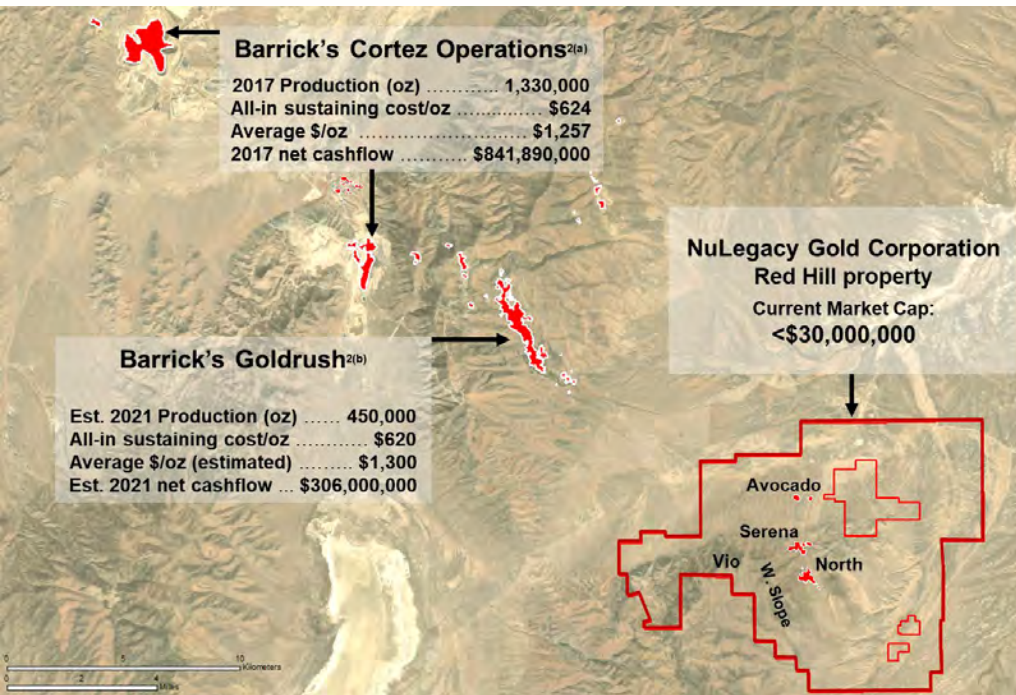 Barrick's Cortez Operations2(a)
2017 Production (oz) ........... 1,330,000
All-in sustaining cost/oz ............ $624
Average $/oz ........................ $1,257
2017 net cashflow .......... $841,890,000
NuLegacy Gold Corporation
Red Hill property
Current Market Cap:
<$30,000,000
Barrick's Goldrush2(b)
Est. 2021 Production (oz) ...... 450,000
All-in sustaining cost/oz ........... $620
Average $/oz (estimated) ......... $1,300
Est. 2021 net cashflow ... $306,000,000
Avocado
Serena
Vio
North
W. Slope
0 5 10
Kilometers
0 2 4
Miles